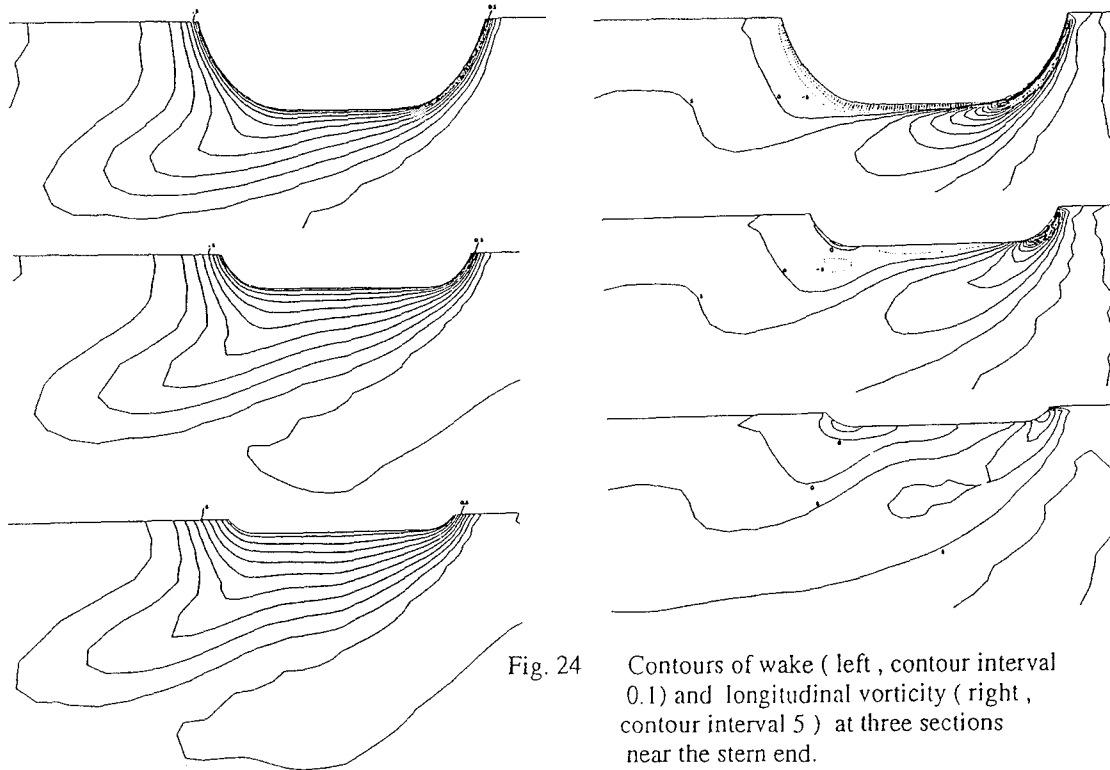 Fig. 24 Contours of wake ( left , contour interval
0.1) and longitudinal vorticity ( right ,
contour interval 5 ) at three sections
near the stern end.